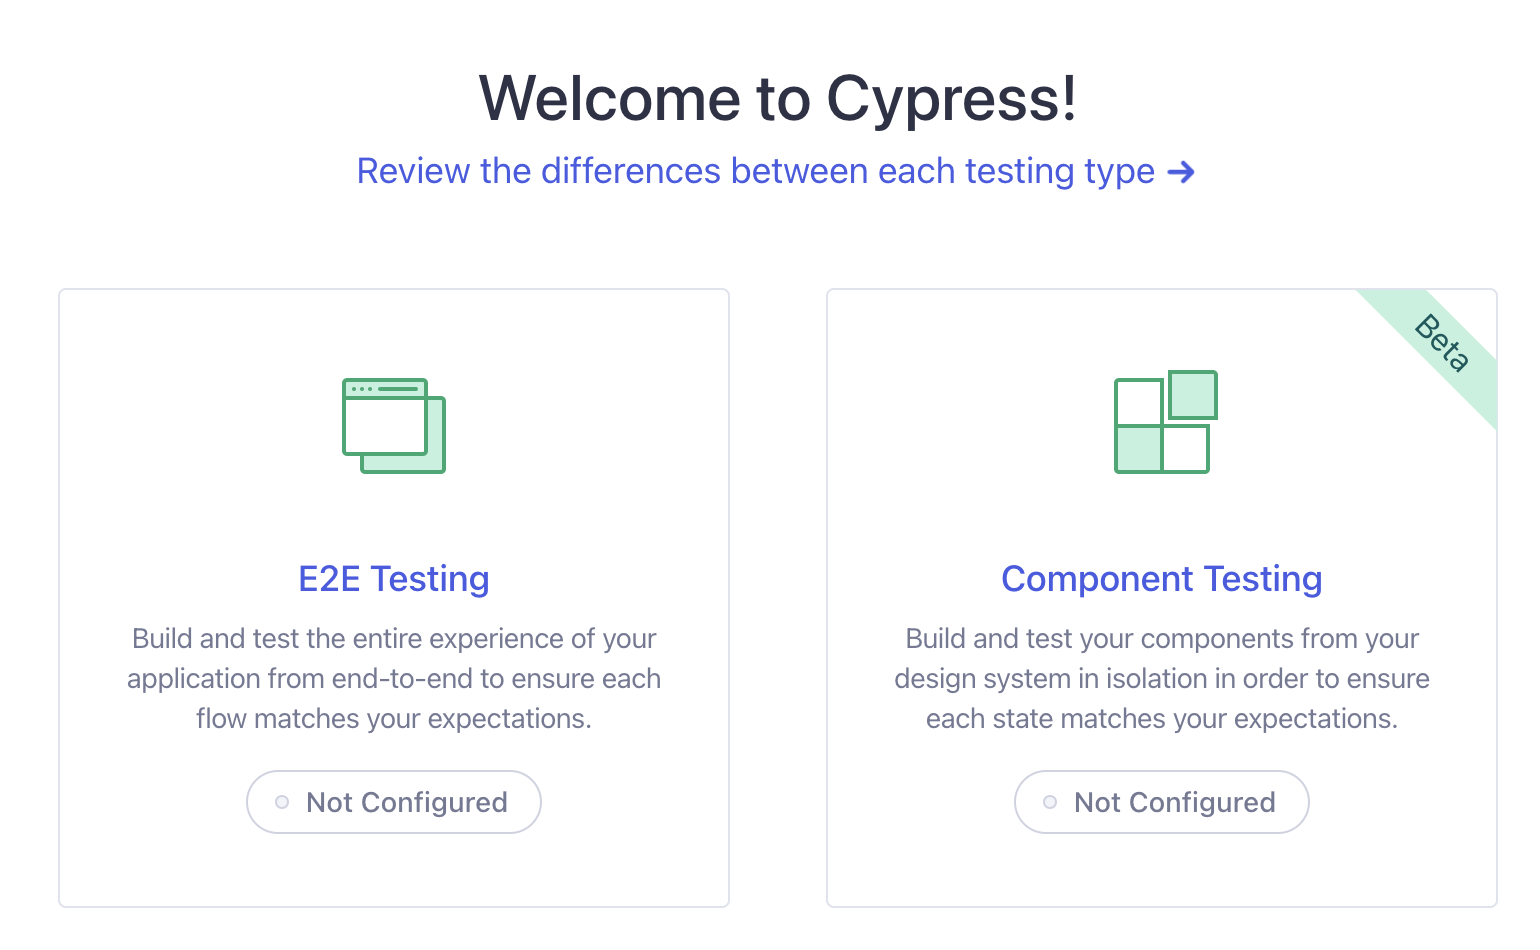 Welcome to Cypress!
Review the differences between each testing type →
Beta
E2E Testing
Build and test the entire experience of your
application from end-to-end to ensure each
flow matches your expectations.
Not Configured
Component Testing
Build and test your components from your
design system in isolation in order to ensure
each state matches your expectations.
Not Configured